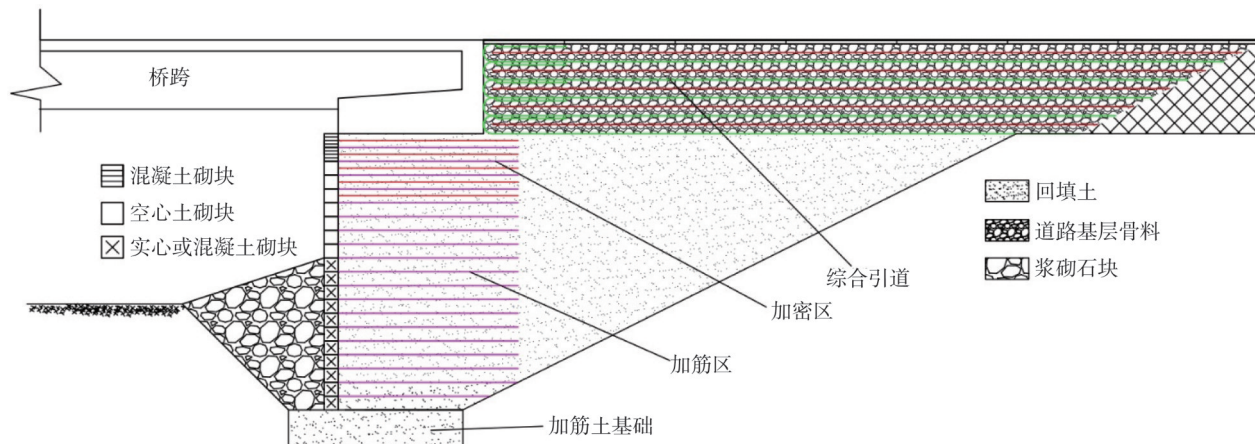 桥跨
混凝土砌块
空心土砌块
实心或混凝土砌块
回填土
道路基层骨料
浆砌石块
综合引道
加密区
加筋区
加筋土基础